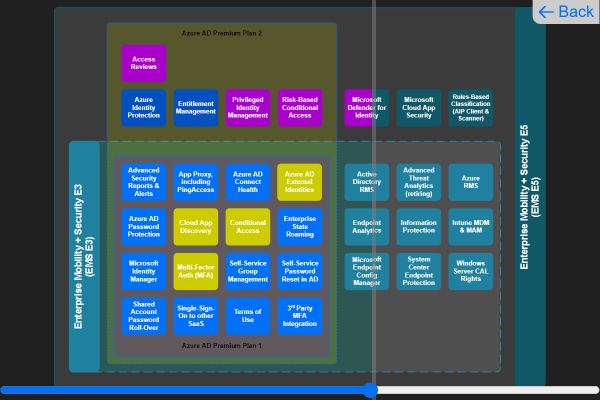 ← Back
Azure AD Premium Plan 2
Access
Reviews
Azure
Identity
Protection
Entitlement
Management
Privileged
Identity
Management
Risk-Based
Conditional
Access
Microsoft
Defender for
Identity
Microsoft
Cloud App
Security
Rules-Based
Classification
(AIP Client &
Scanner)
Enterprise Mobility + Security E3
(EMS E3)
Enterprise Mobility + Security E5
(EMS E5)
Advanced
Security
Reports &
Alerts
App Proxy,
including
PingAccess
Azure AD
Connect
Health
Azure AD
External
Identities
Active
Directory
RMS
Advanced
Threat
Analytics
(retiring)
Azure
RMS
Azure AD
Password
Protection
Cloud App
Discovery
Conditional
Access
Enterprise
State
Roaming
Endpoint
Analytics
Information
Protection
Intune MDM
& MAM
Microsoft
Identity
Manager
Multi-Factor
Auth (MFA)
Self-Service
Group
Management
Self-Service
Password
Reset in AD
Microsoft
Endpoint
Config
Manager
System
Center
Endpoint
Protection
Windows
Server CAL
Rights
Shared
Account
Password
Roll-Over
Single-Sign-
On to other
SaaS
Terms of
Use
3rd Party
MFA
Integration
Azure AD Premium Plan 1